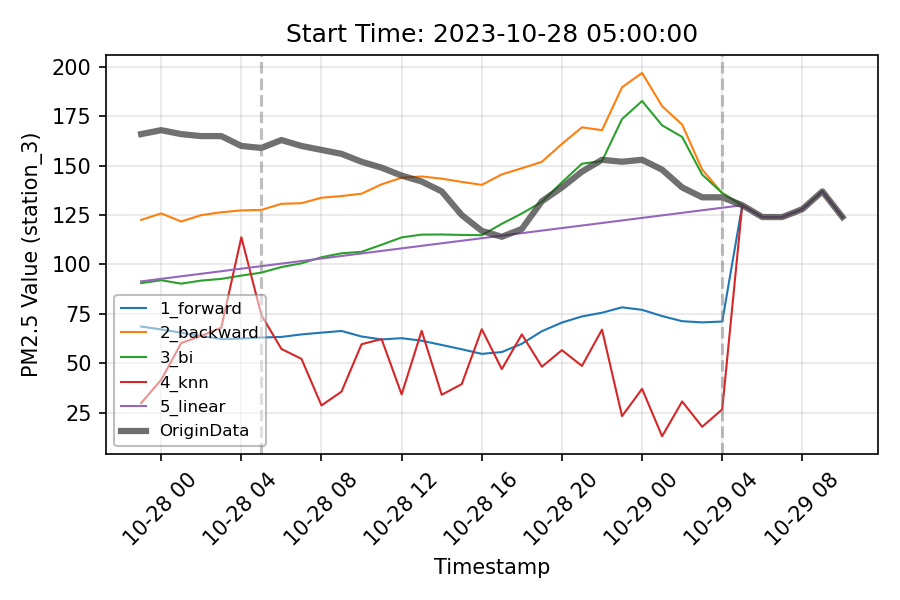 Start Time: 2023-10-28 05:00:00
PM2.5 Value (station_3)
200
175
150
125
100
75
50
25
1_forward
2_backward
3_bi
4_knn
5_linear
OriginData
10-28 00
10-28 04
10-28 08
10-28 12
10-28 16
10-28 20
10-29 00
10-29 04
10-29 08
Timestamp